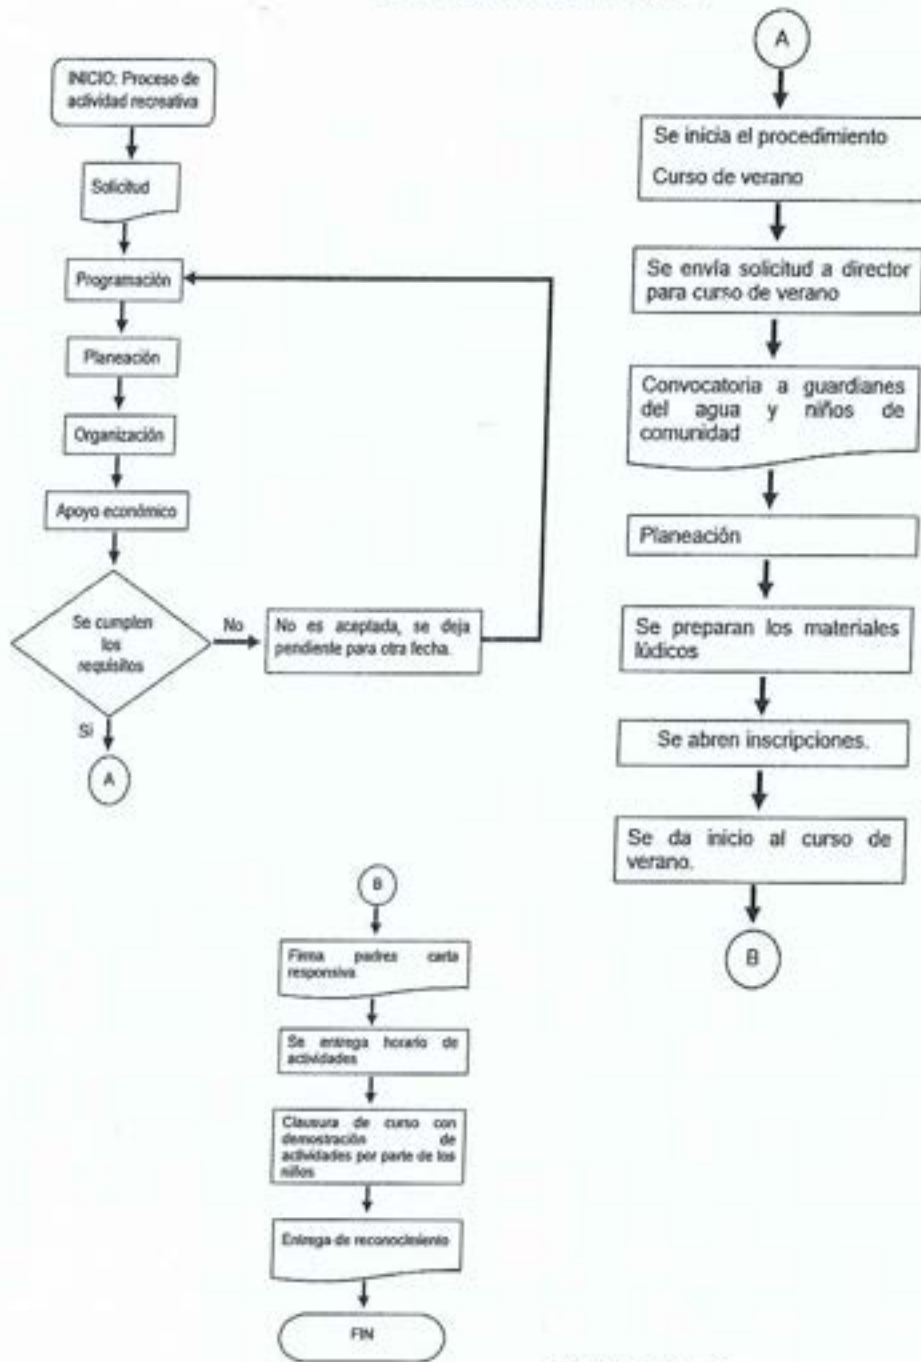 INICIO: Proceso de
actividad recreativa
Solicitud
Programación
Planeación
Organización
Apoyo económico
Se cumplen
los
requisitos
No
No es aceptada, se deja
pendiente para otra fecha.
Si
A
A
Se inicia el procedimiento
Curso de verano
Se envía solicitud a director
para curso de verano
Convocatoria a guardianes
del agua y niños de
comunidad
Planeación
Se preparan los materiales
lúdicos
Se abren inscripciones.
Se da inicio al curso de
verano.
B
B
Firma padres carta
responsiva
Se entrega horario de
actividades
Clausura de curso con
demostración de
actividades por parte de los
niños
Entrega de reconocimiento
FIN